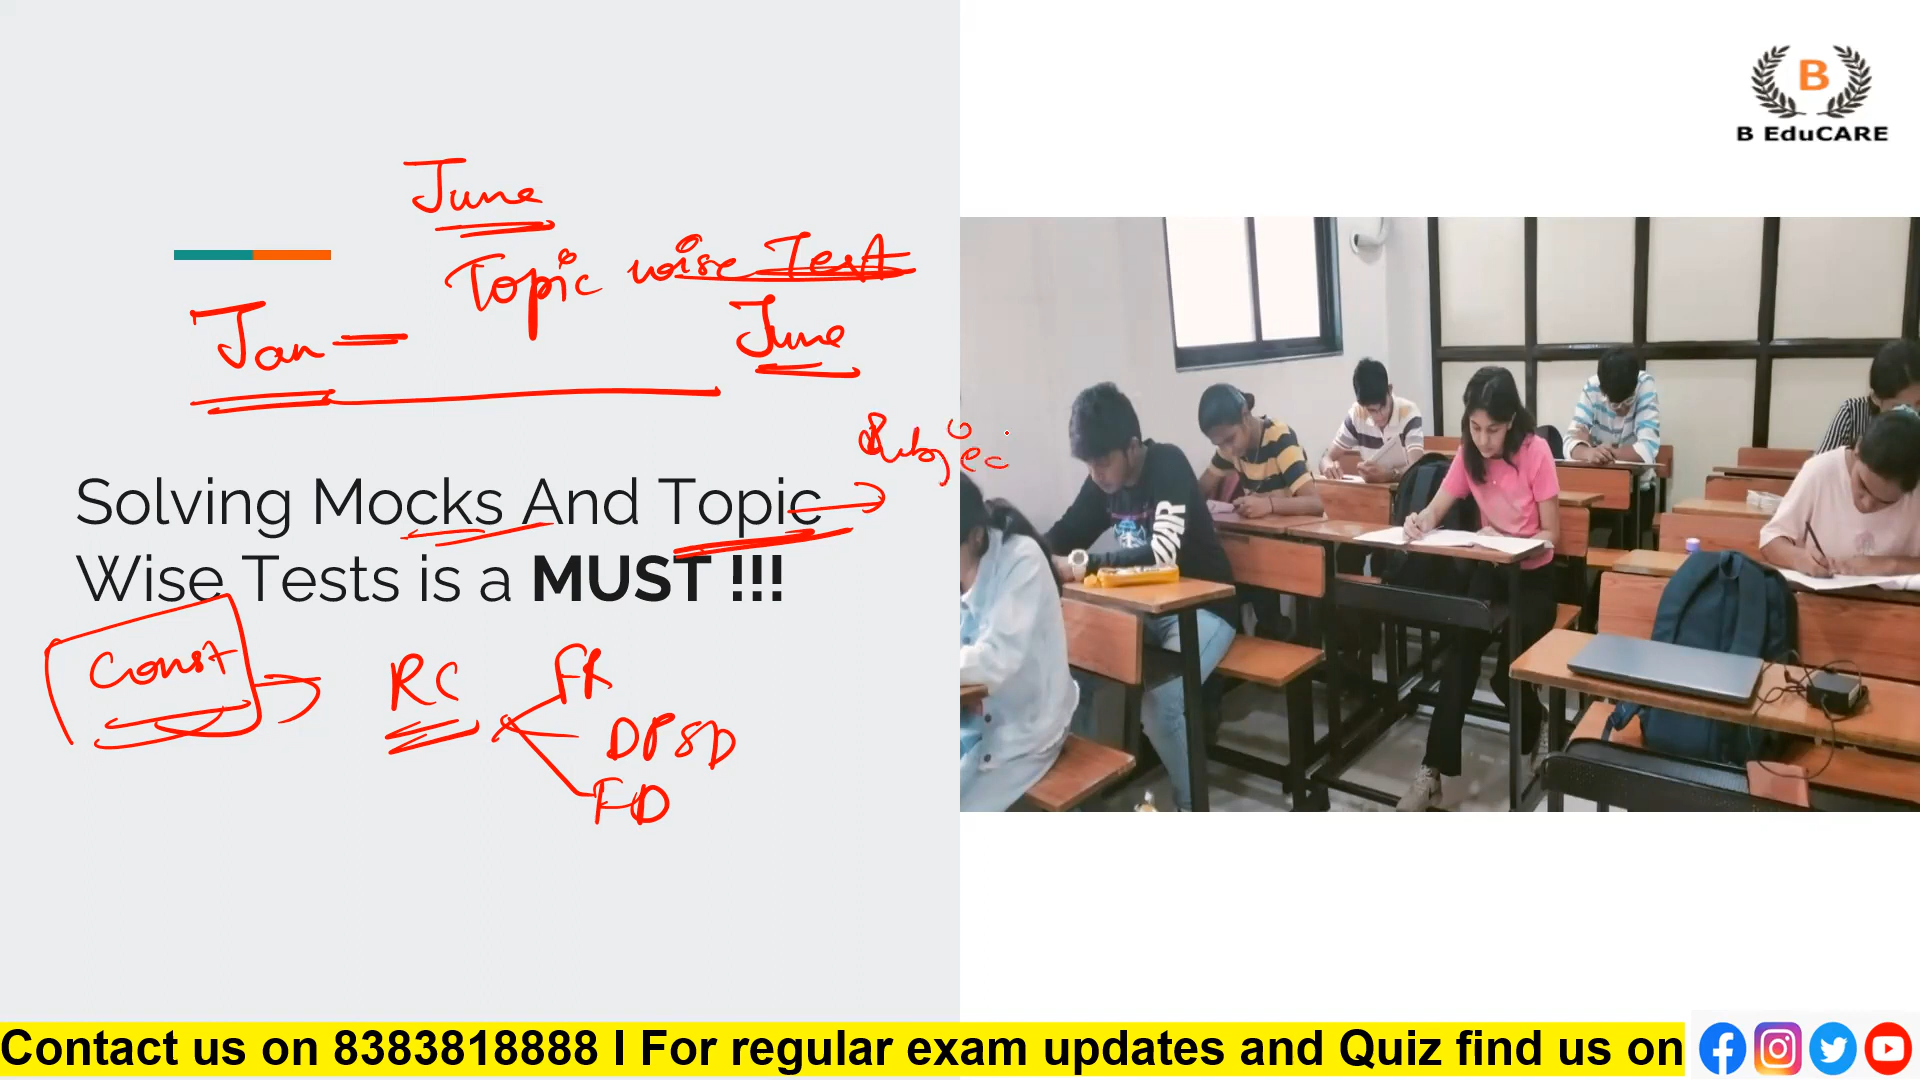 B
B EduCARE
June
Topic wise Test
Jan
June
Subjec
Solving Mocks And Topic
Wise Tests is a MUST !!!
Const
RC
FR
DPSD
FD
Contact us on 8383818888 I For regular exam updates and Quiz find us on